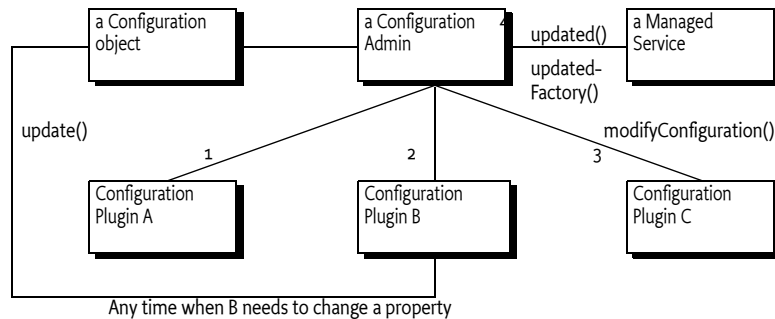 a Configuration
object
a Configuration
Admin
4
updated()
updated-
Factory()
a Managed
Service
update()
modifyConfiguration()
1
2
3
Configuration
Plugin A
Configuration
Plugin B
Configuration
Plugin C
Any time when B needs to change a property